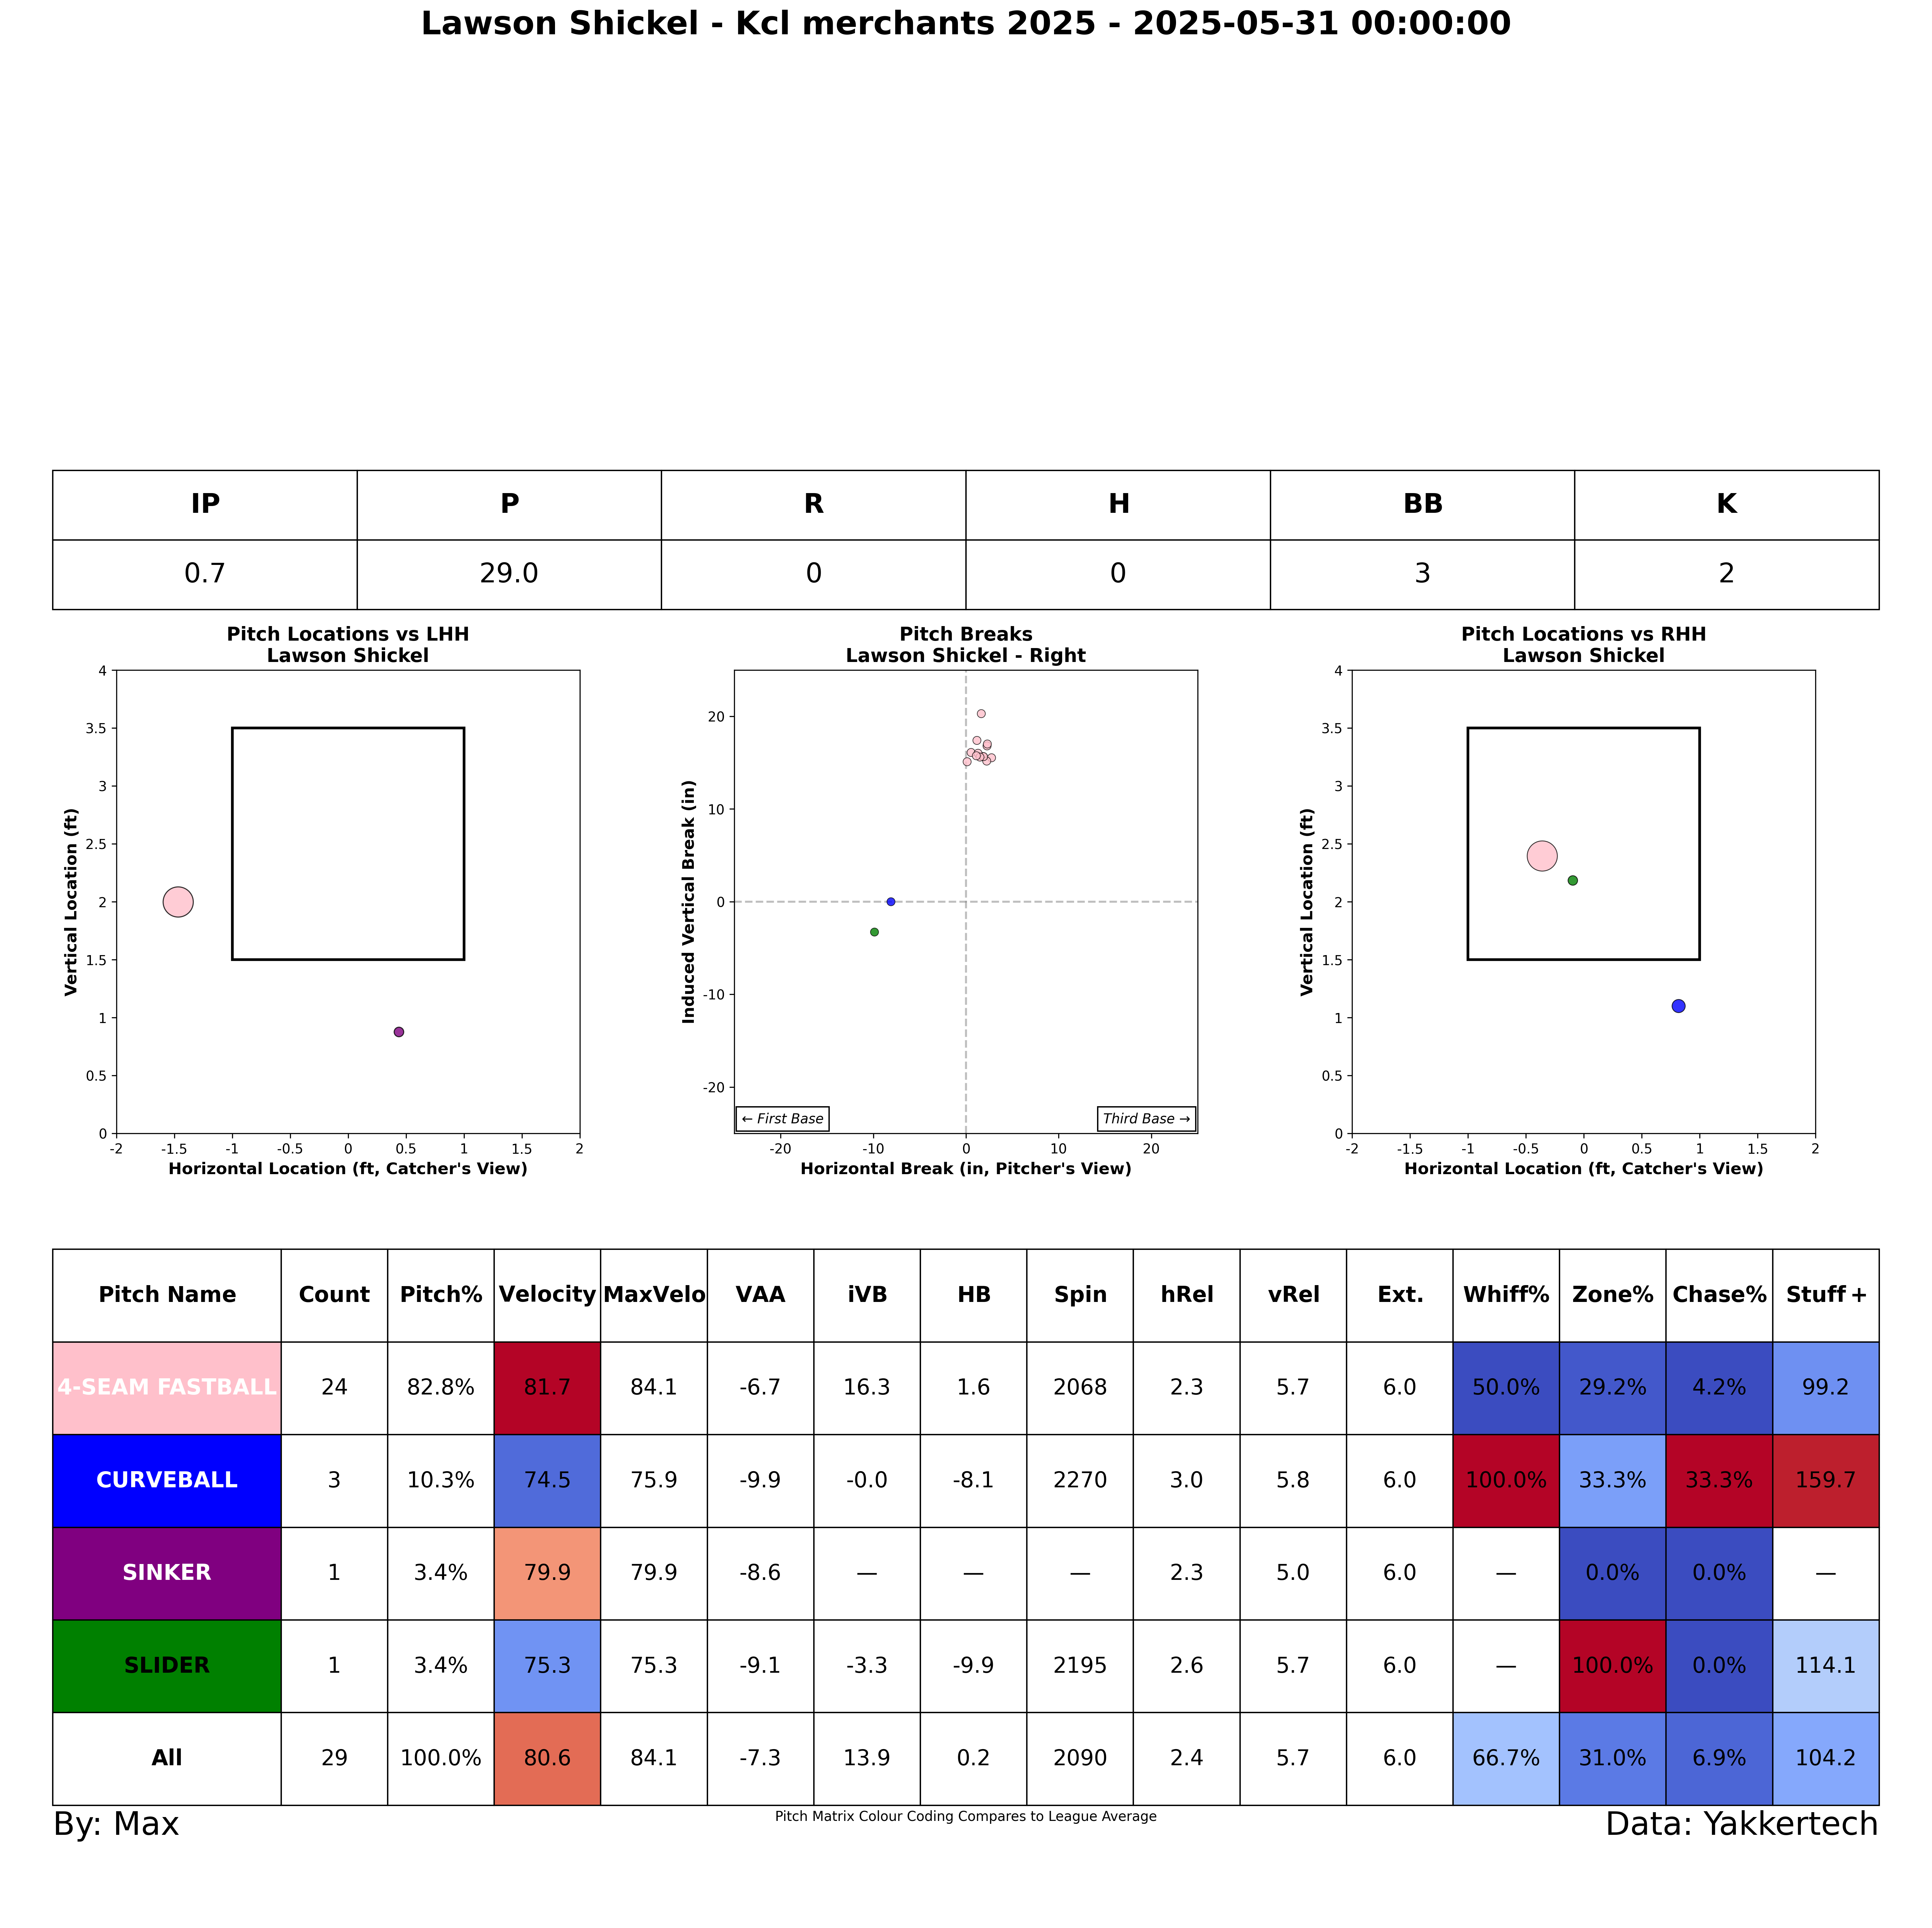 Lawson Shickel - Kcl merchants 2025 - 2025-05-31 00:00:00
IP P R H BB K
0.7 29.0 0 0 3 2
Pitch Locations vs LHH
Lawson Shickel
4
3.5
3
2.5
2
1.5
1
0.5
0
Vertical Location (ft)
-2 -1.5 -1 -0.5 0 0.5 1 1.5 2
Horizontal Location (ft, Catcher's View)
Pitch Breaks
Lawson Shickel - Right
20
10
0
-10
-20
Induced Vertical Break (in)
← First Base
Third Base →
-20 -10 0 10 20
Horizontal Break (in, Pitcher's View)
Pitch Locations vs RHH
Lawson Shickel
4
3.5
3
2.5
2
1.5
1
0.5
0
Vertical Location (ft)
-2 -1.5 -1 -0.5 0 0.5 1 1.5 2
Horizontal Location (ft, Catcher's View)
Pitch Name Count Pitch% Velocity MaxVelo VAA iVB HB Spin hRel vRel Ext. Whiff% Zone% Chase% Stuff+
4-SEAM FASTBALL 24 82.8% 81.7 84.1 -6.7 16.3 1.6 2068 2.3 5.7 6.0 50.0% 29.2% 4.2% 99.2
CURVEBALL 3 10.3% 74.5 75.9 -9.9 -0.0 -8.1 2270 3.0 5.8 6.0 100.0% 33.3% 33.3% 159.7
SINKER 1 3.4% 79.9 79.9 -8.6 — — — 2.3 5.0 6.0 — 0.0% 0.0% —
SLIDER 1 3.4% 75.3 75.3 -9.1 -3.3 -9.9 2195 2.6 5.7 6.0 — 100.0% 0.0% 114.1
All 29 100.0% 80.6 84.1 -7.3 13.9 0.2 2090 2.4 5.7 6.0 66.7% 31.0% 6.9% 104.2
By: Max
Pitch Matrix Colour Coding Compares to League Average
Data: Yakkertech